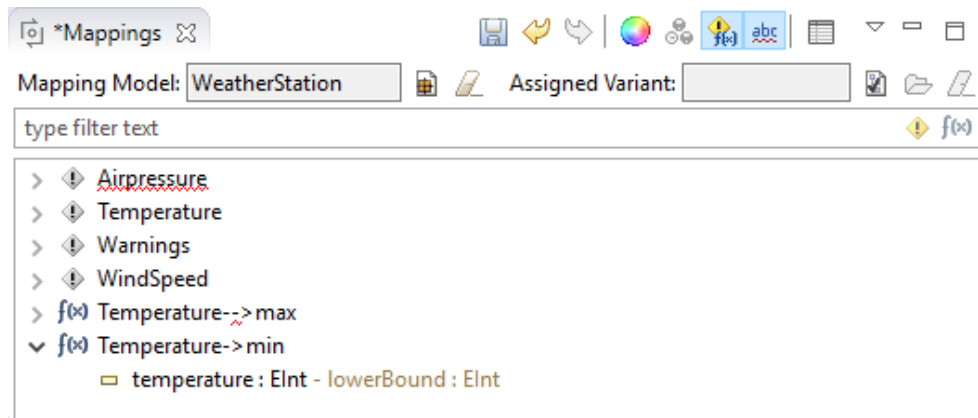 *Mappings
f(x) abc
Mapping Model: WeatherStation Assigned Variant:
type filter text f(x)
Airpressure
Temperature
Warnings
WindSpeed
f(x) Temperature-->max
f(x) Temperature->min
temperature : EInt - lowerBound : EInt